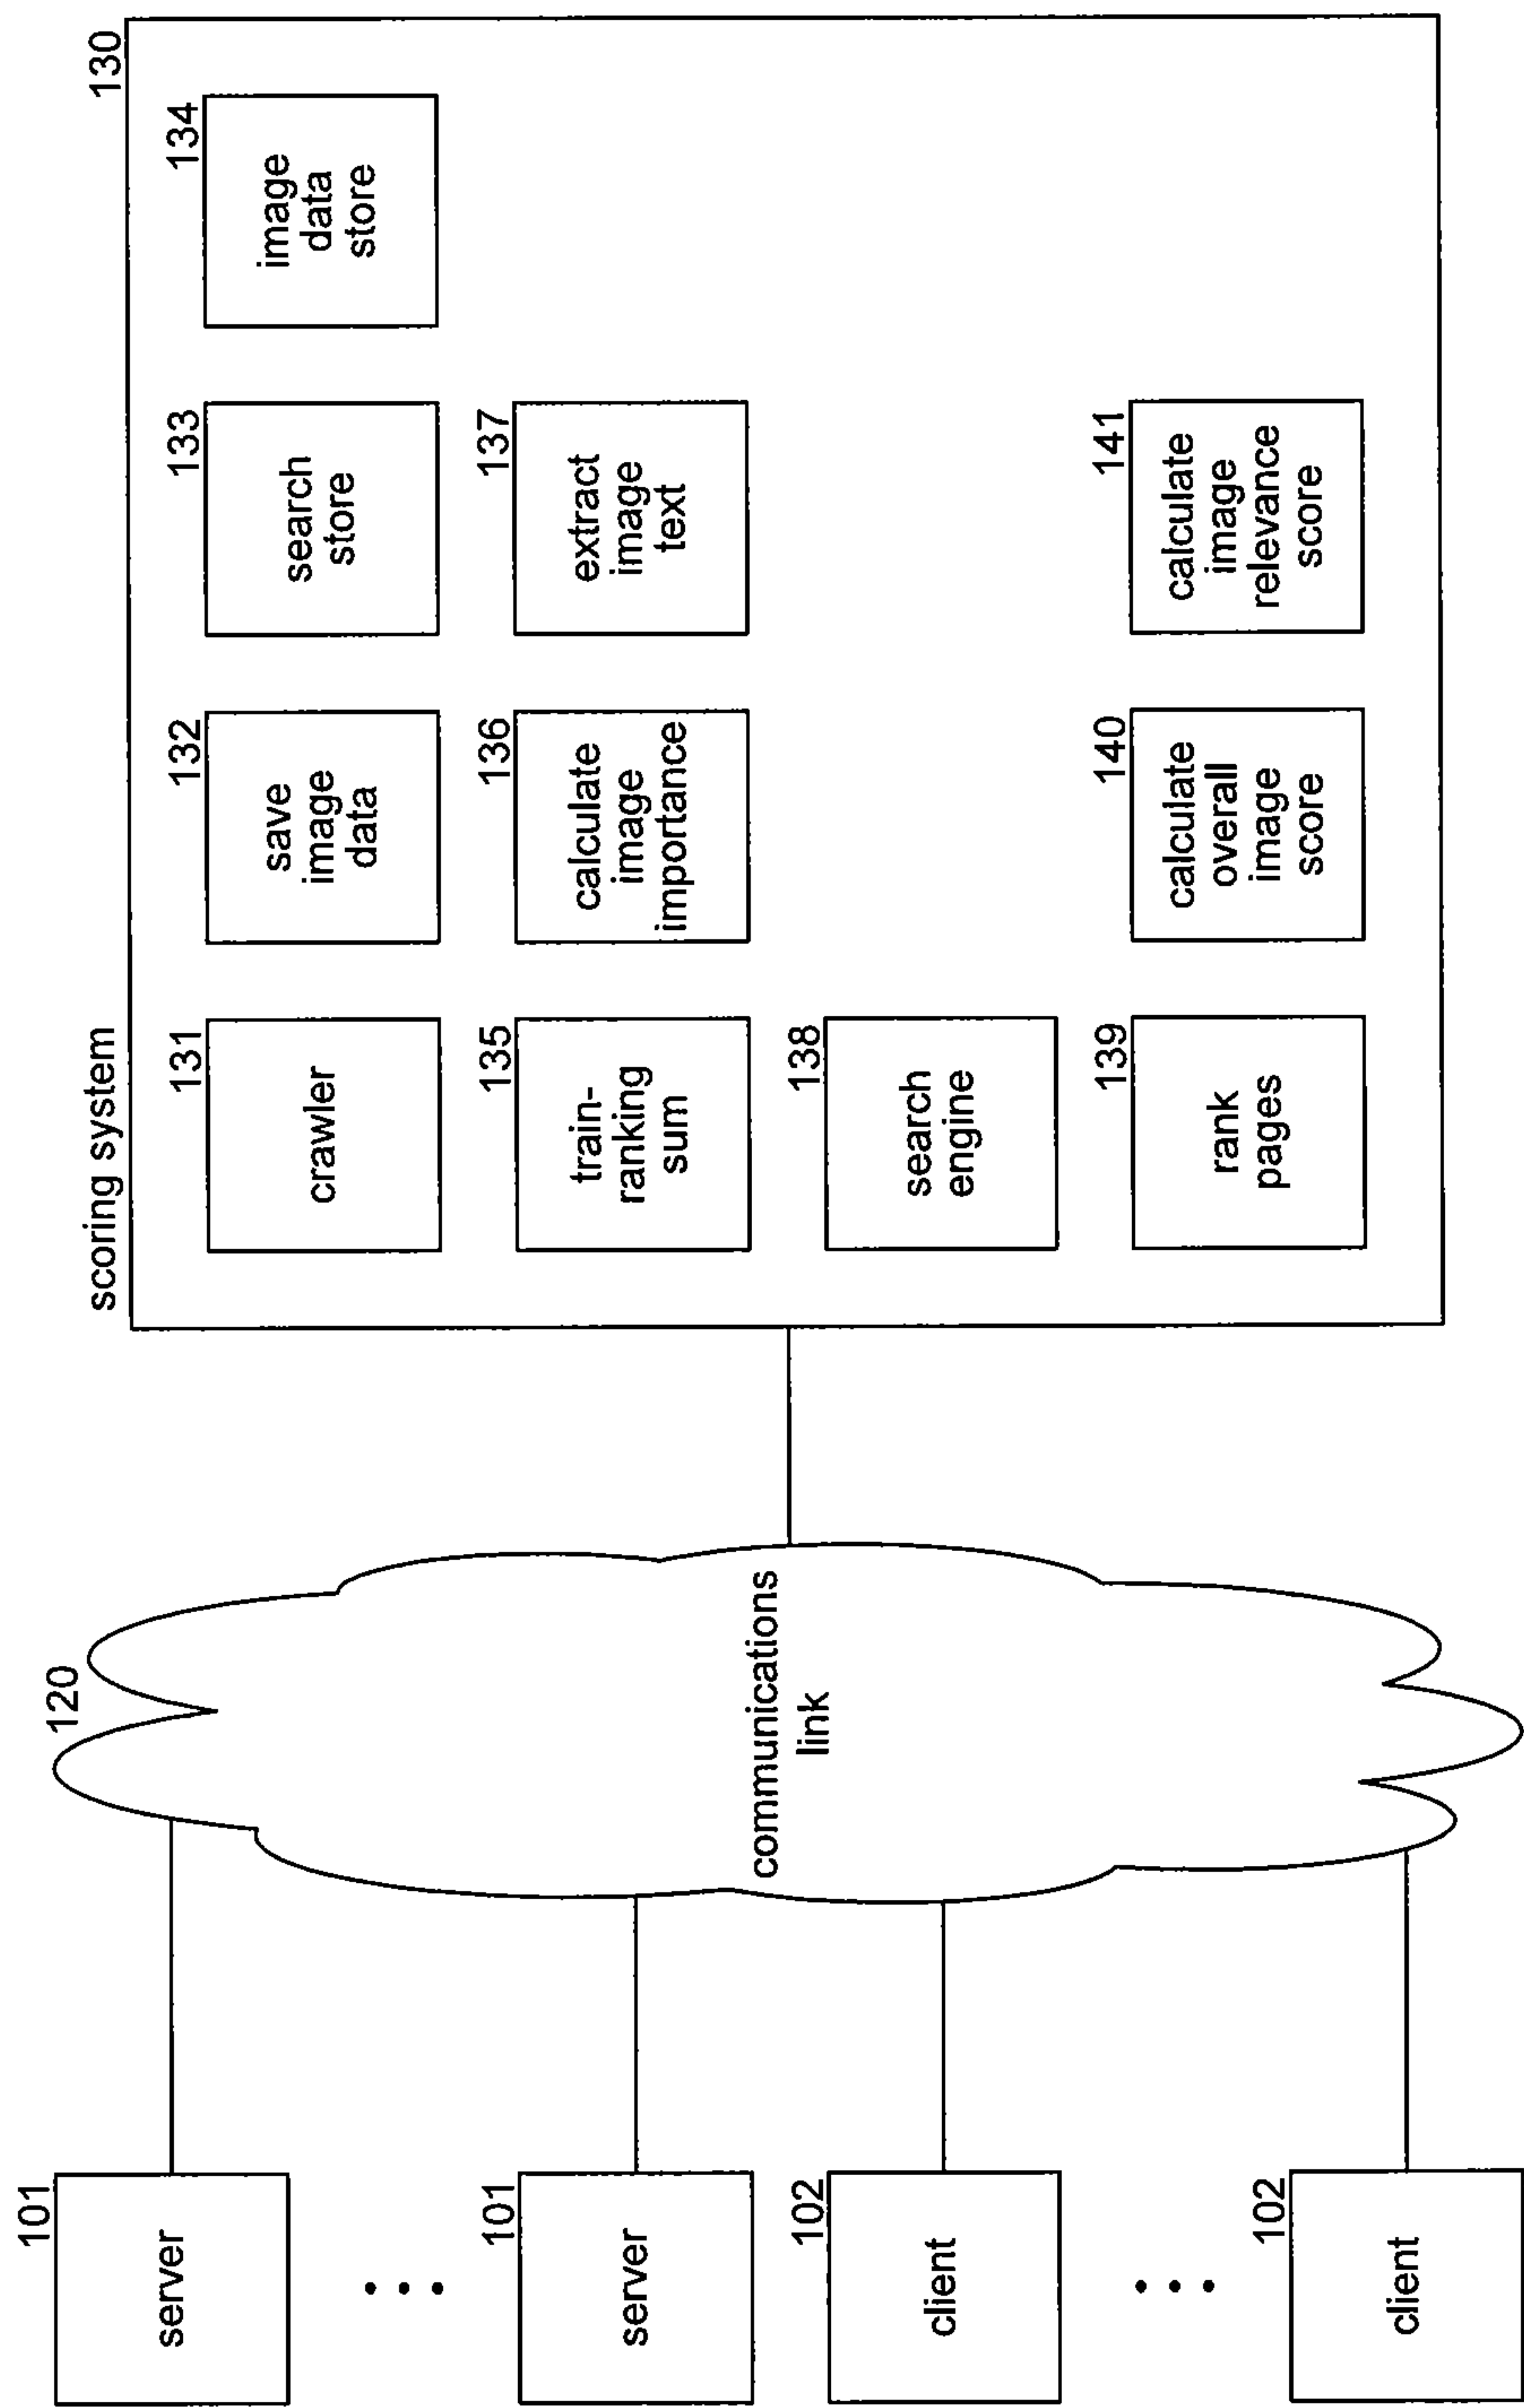 101
server
101
server
102
client
102
client
120
communications
link
scoring system
130
131
crawler
132
save
image
data
133
search
store
134
image
data
store
135
train-
ranking
sum
136
calculate
image
importance
137
extract
image
text
138
search
engine
139
rank
pages
140
calculate
overall
image
score
141
calculate
image
relevance
score